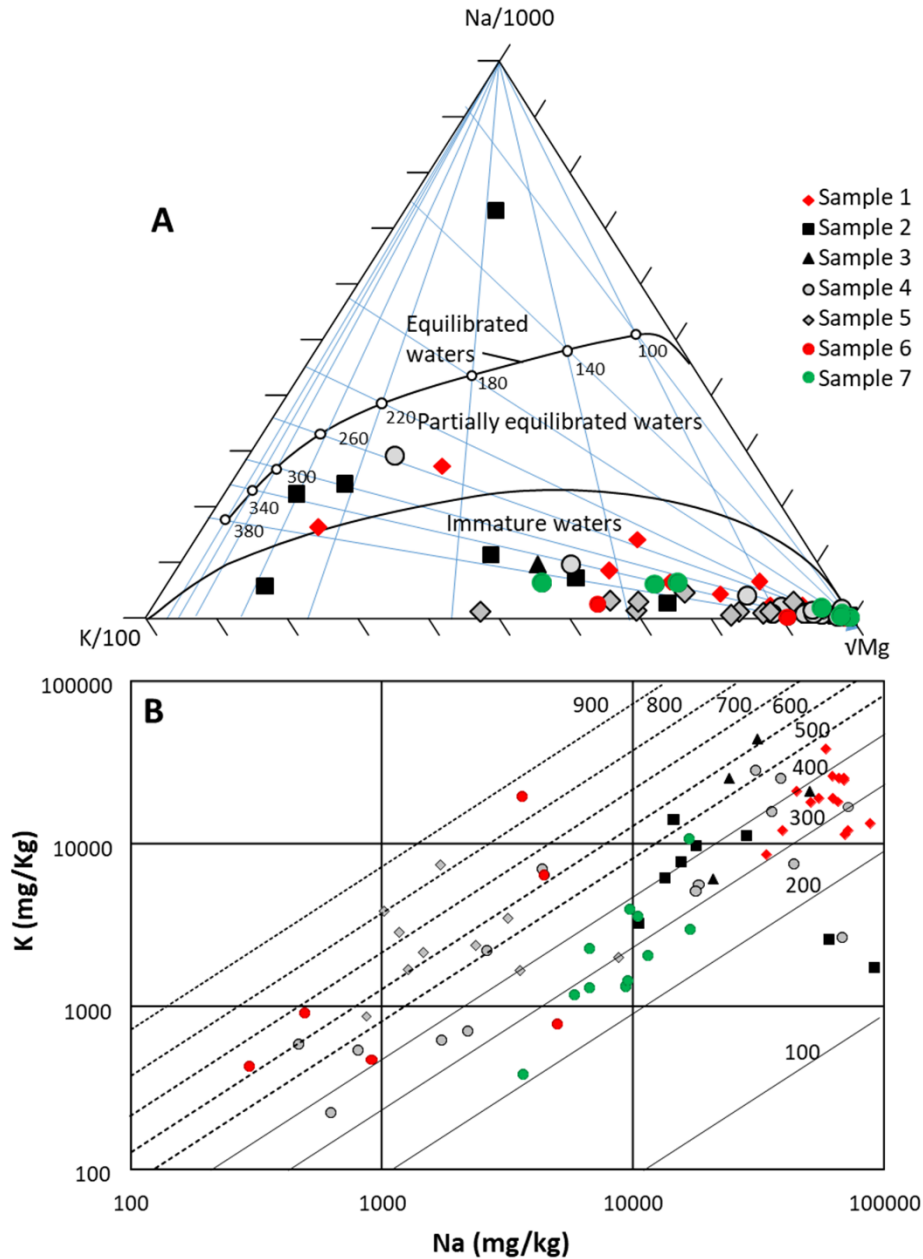 Na/1000
A
Sample 1
Sample 2
Sample 3
Sample 4
Sample 5
Sample 6
Sample 7
Equilibrated
waters
100
140
180
220
Partially equilibrated waters
260
300
340
380
Immature waters
K/100
√Mg
B
100000
10000
1000
100
K (mg/Kg)
900
800
700
600
500
400
300
200
100
100
1000
10000
100000
Na (mg/kg)